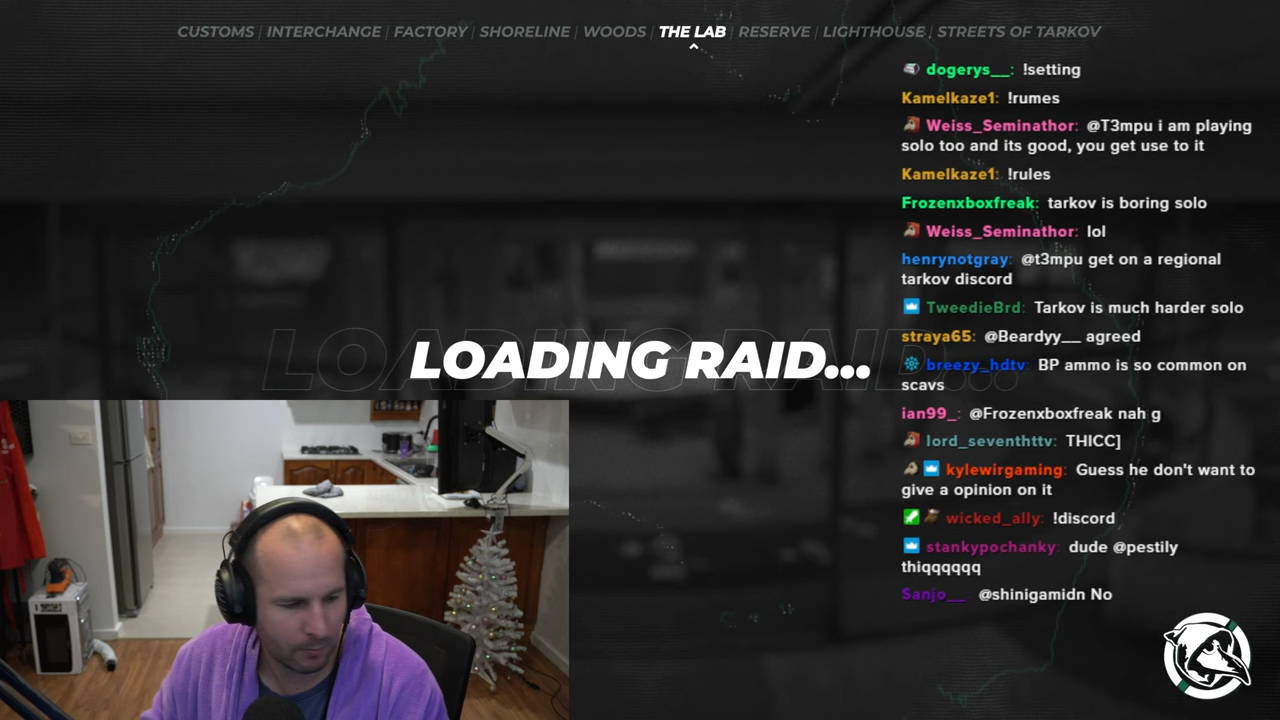 CUSTOMS | INTERCHANGE | FACTORY | SHORELINE | WOODS | THE LAB | RESERVE | LIGHTHOUSE | STREETS OF TARKOV
dogerys__: !setting
Kamelkaze1: !rumes
Weiss_Seminathor: @T3mpu i am playing
solo too and its good, you get use to it
Kamelkaze1: !rules
Frozenxboxfreak: tarkov is boring solo
Weiss_Seminathor: lol
henrynotgray: @t3mpu get on a regional
tarkov discord
TweedieBrd: Tarkov is much harder solo
straya65: @Beardyy__ agreed
LOADING RAID...
LOADING RAID...
breezy_hdtv: BP ammo is so common on
scavs
ian99_: @Frozenxboxfreak nah g
lord_seventhttv: THICC]
kylewirgaming: Guess he don't want to
give a opinion on it
wicked_ally: !discord
stankypochanky: dude @pestily
thiqqqqqq
Sanjo__ @shinigamidn No